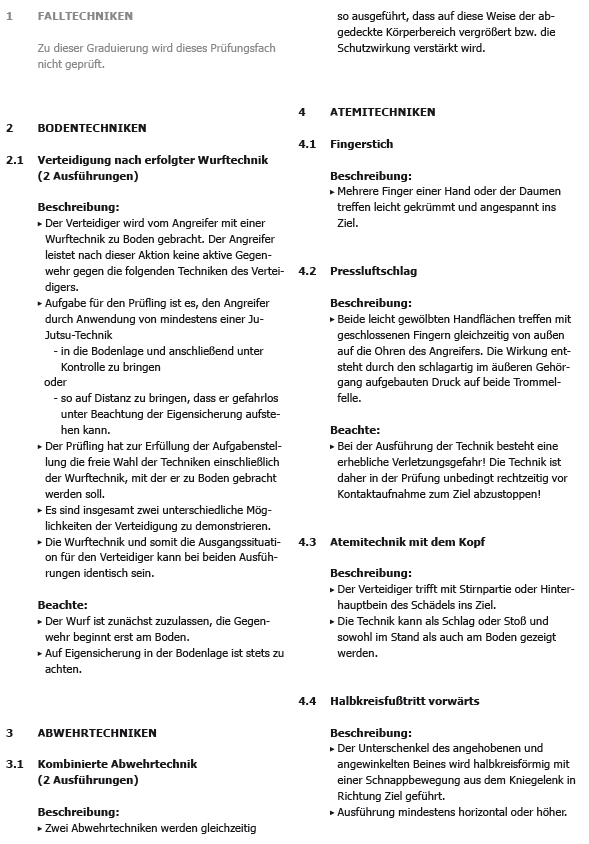 1 FALLTECHNIKEN
Zu dieser Graduierung wird dieses Prüfungsfach
nicht geprüft.
2 BODENTECHNIKEN
2.1 Verteidigung nach erfolgter Wurftechnik
(2 Ausführungen)
Beschreibung:
▸ Der Verteidiger wird vom Angreifer mit einer
Wurftechnik zu Boden gebracht. Der Angreifer
leistet nach dieser Aktion keine aktive Gegen-
wehr gegen die folgenden Techniken des Vertei-
digers.
▸ Aufgabe für den Prüfling ist es, den Angreifer
durch Anwendung von mindestens einer Ju-
Jutsu-Technik
- in die Bodenlage und anschließend unter
Kontrolle zu bringen
oder
- so auf Distanz zu bringen, dass er gefahrlos
unter Beachtung der Eigensicherung aufste-
hen kann.
▸ Der Prüfling hat zur Erfüllung der Aufgabenstel-
lung die freie Wahl der Techniken einschließlich
der Wurftechnik, mit der er zu Boden gebracht
werden soll.
▸ Es sind insgesamt zwei unterschiedliche Mög-
lichkeiten der Verteidigung zu demonstrieren.
▸ Die Wurftechnik und somit die Ausgangssituati-
on für den Verteidiger kann bei beiden Ausfüh-
rungen identisch sein.
Beachte:
▸ Der Wurf ist zunächst zuzulassen, die Gegen-
wehr beginnt erst am Boden.
▸ Auf Eigensicherung in der Bodenlage ist stets zu
achten.
3 ABWEHRTECHNIKEN
3.1 Kombinierte Abwehrtechnik
(2 Ausführungen)
Beschreibung:
▸ Zwei Abwehrtechniken werden gleichzeitig
so ausgeführt, dass auf diese Weise der ab-
gedeckte Körperbereich vergrößert bzw. die
Schutzwirkung verstärkt wird.
4 ATEMITECHNIKEN
4.1 Fingerstich
Beschreibung:
▸ Mehrere Finger einer Hand oder der Daumen
treffen leicht gekrümmt und angespannt ins
Ziel.
4.2 Pressluftschlag
Beschreibung:
▸ Beide leicht gewölbten Handflächen treffen mit
geschlossenen Fingern gleichzeitig von außen
auf die Ohren des Angreifers. Die Wirkung ent-
steht durch den schlagartig im äußeren Gehör-
gang aufgebauten Druck auf beide Trommel-
felle.
Beachte:
▸ Bei der Ausführung der Technik besteht eine
erhebliche Verletzungsgefahr! Die Technik ist
daher in der Prüfung unbedingt rechtzeitig vor
Kontaktaufnahme zum Ziel abzustoppen!
4.3 Atemitechnik mit dem Kopf
Beschreibung:
▸ Der Verteidiger trifft mit Stirnpartie oder Hinter-
hauptbein des Schädels ins Ziel.
▸ Die Technik kann als Schlag oder Stoß und
sowohl im Stand als auch am Boden gezeigt
werden.
4.4 Halbkreisfußtritt vorwärts
Beschreibung:
▸ Der Unterschenkel des angehobenen und
angewinkelten Beines wird halbkreisförmig mit
einer Schnappbewegung aus dem Kniegelenk in
Richtung Ziel geführt.
▸ Ausführung mindestens horizontal oder höher.